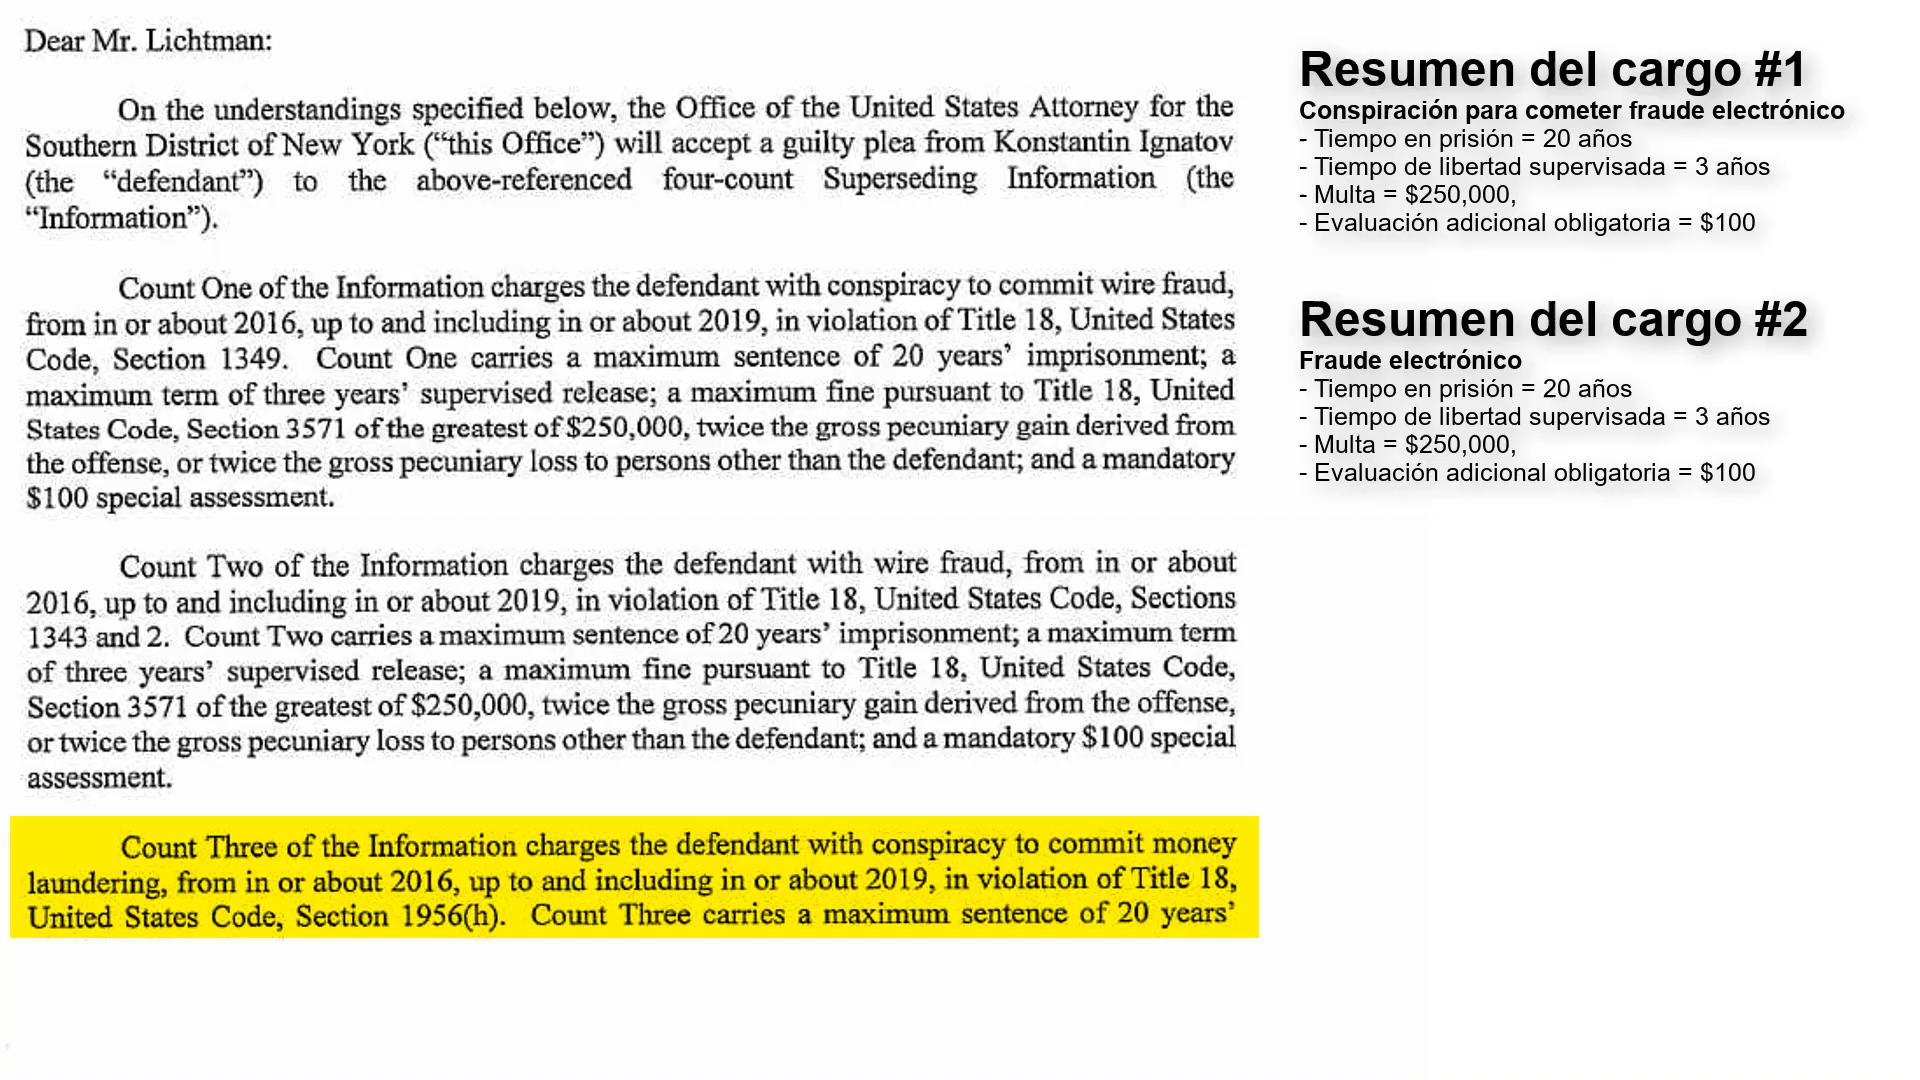 Dear Mr. Lichtman:
On the understandings specified below, the Office of the United States Attorney for the
Southern District of New York (“this Office”) will accept a guilty plea from Konstantin Ignatov
(the “defendant”) to the above-referenced four-count Superseding Information (the
“Information”).
Count One of the Information charges the defendant with conspiracy to commit wire fraud,
from in or about 2016, up to and including in or about 2019, in violation of Title 18, United States
Code, Section 1349. Count One carries a maximum sentence of 20 years’ imprisonment; a
maximum term of three years’ supervised release; a maximum fine pursuant to Title 18, United
States Code, Section 3571 of the greatest of $250,000, twice the gross pecuniary gain derived from
the offense, or twice the gross pecuniary loss to persons other than the defendant; and a mandatory
$100 special assessment.
Count Two of the Information charges the defendant with wire fraud, from in or about
2016, up to and including in or about 2019, in violation of Title 18, United States Code, Sections
1343 and 2. Count Two carries a maximum sentence of 20 years’ imprisonment; a maximum term
of three years’ supervised release; a maximum fine pursuant to Title 18, United States Code,
Section 3571 of the greatest of $250,000, twice the gross pecuniary gain derived from the offense,
or twice the gross pecuniary loss to persons other than the defendant; and a mandatory $100 special
assessment.
Count Three of the Information charges the defendant with conspiracy to commit money
laundering, from in or about 2016, up to and including in or about 2019, in violation of Title 18,
United States Code, Section 1956(h). Count Three carries a maximum sentence of 20 years’
Resumen del cargo #1
Conspiración para cometer fraude electrónico
- Tiempo en prisión = 20 años
- Tiempo de libertad supervisada = 3 años
- Multa = $250,000,
- Evaluación adicional obligatoria = $100
Resumen del cargo #2
Fraude electrónico
- Tiempo en prisión = 20 años
- Tiempo de libertad supervisada = 3 años
- Multa = $250,000,
- Evaluación adicional obligatoria = $100